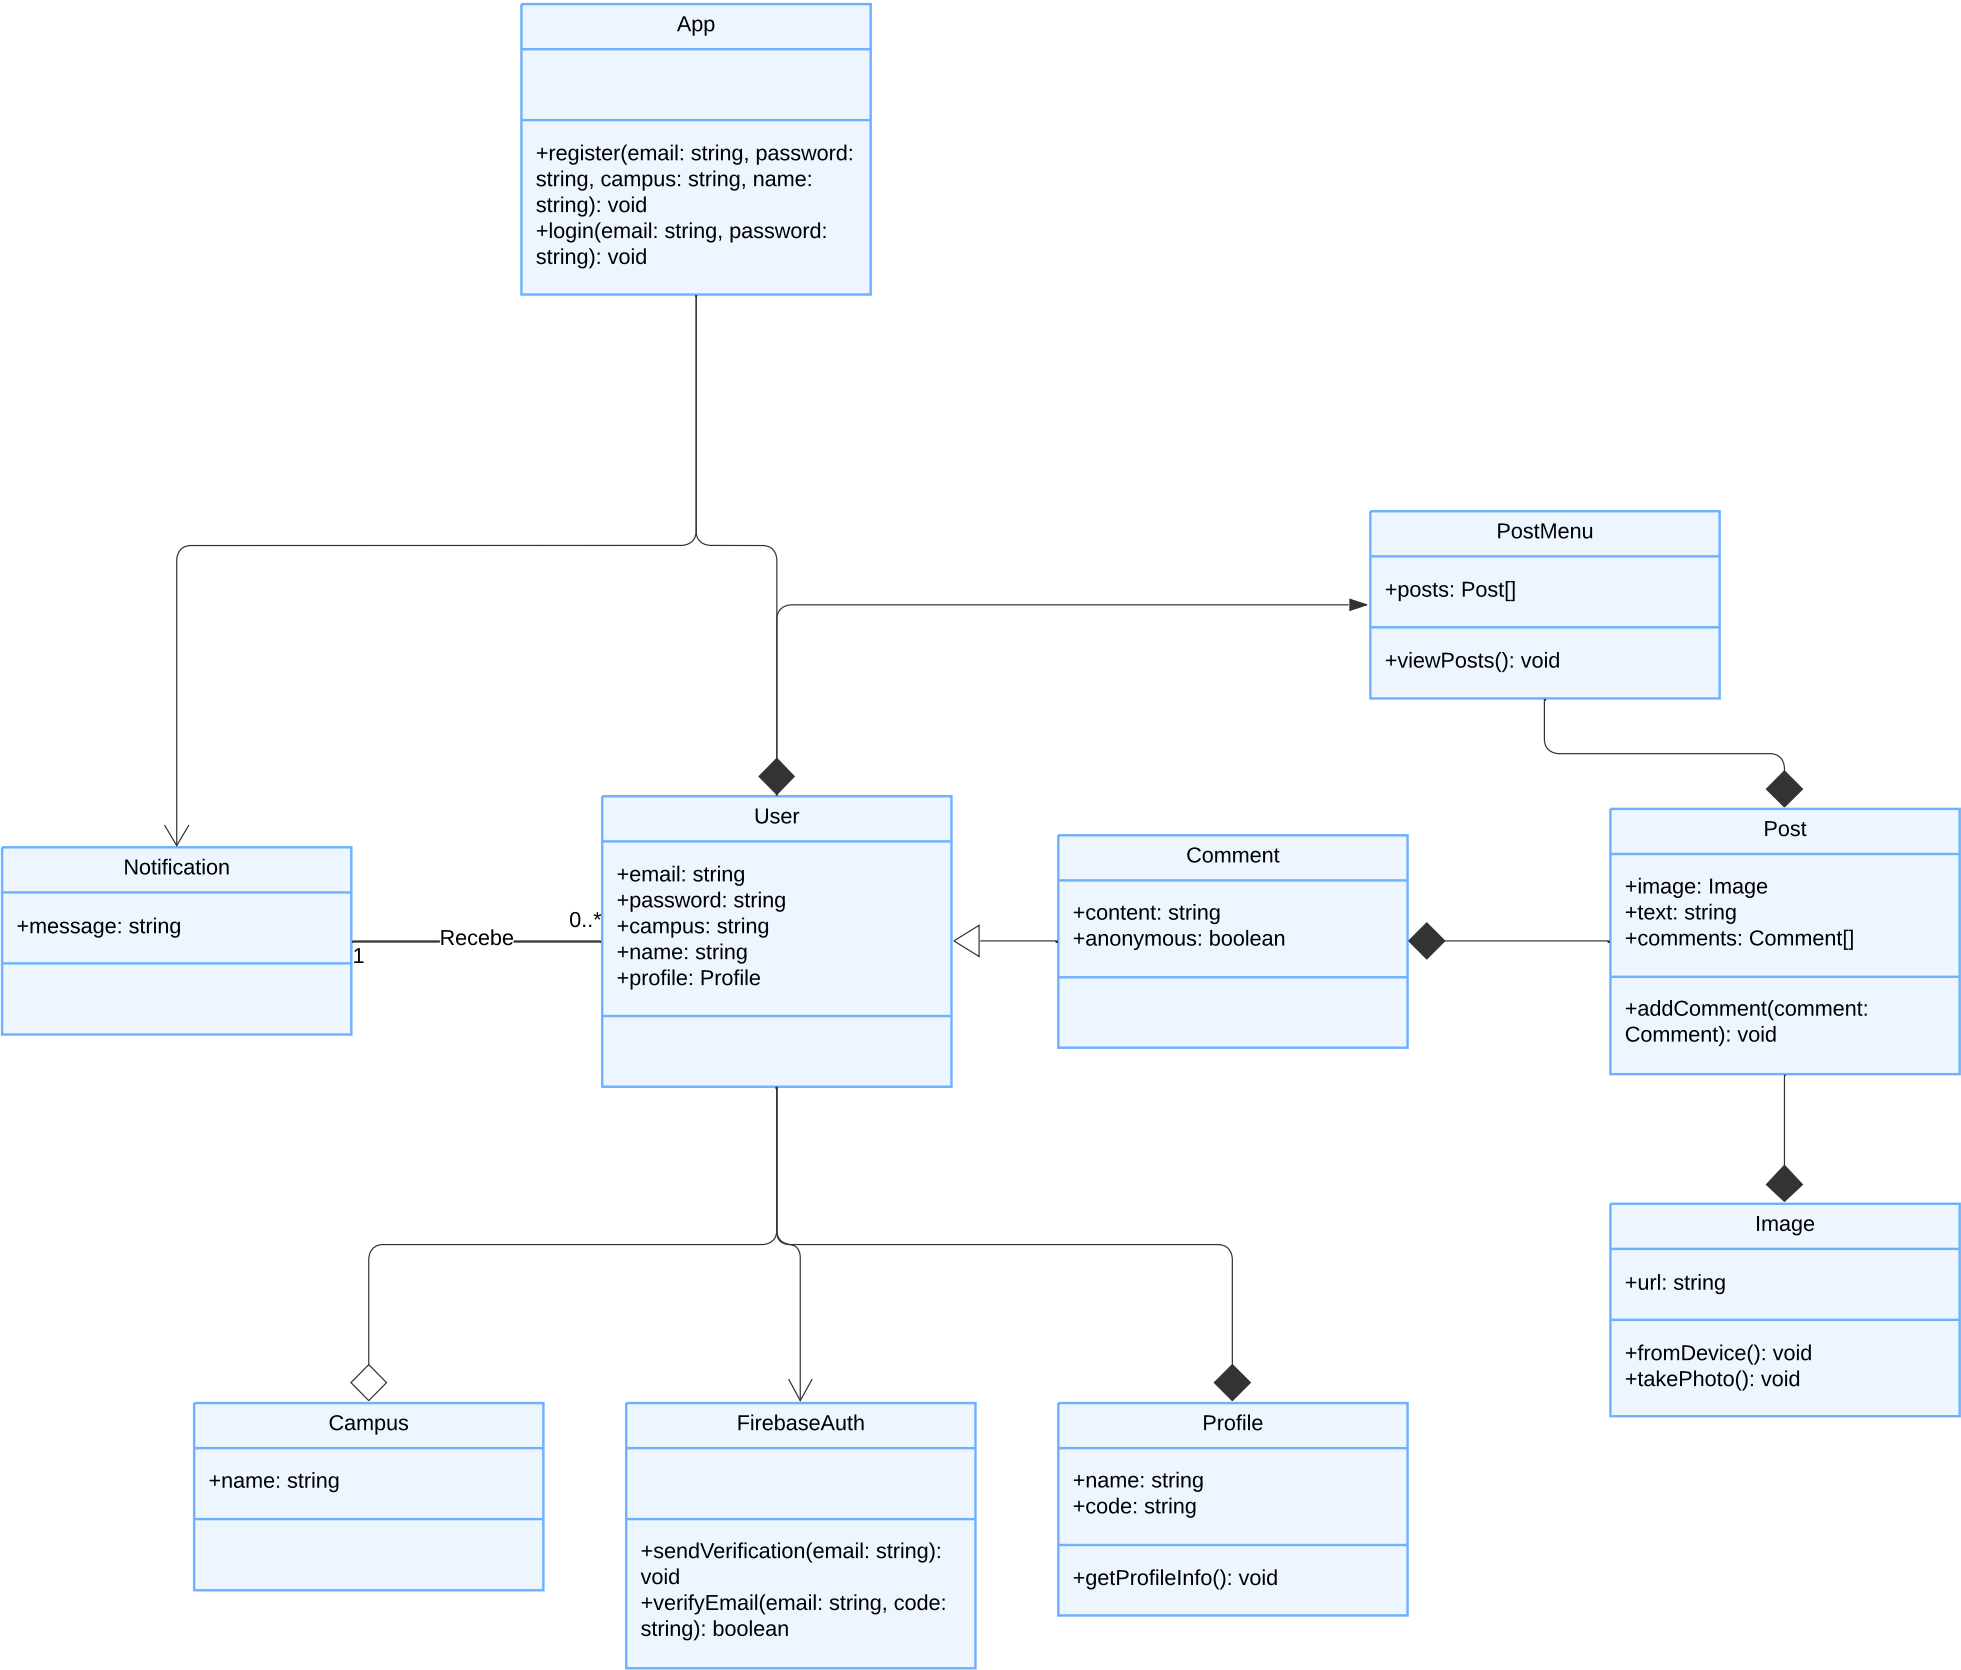 App
+register(email: string, password:
string, campus: string, name:
string): void
+login(email: string, password:
string): void
PostMenu
+posts: Post[]
+viewPosts(): void
Notification
+message: string
1
Recebe
0..*
User
+email: string
+password: string
+campus: string
+name: string
+profile: Profile
Comment
+content: string
+anonymous: boolean
Post
+image: Image
+text: string
+comments: Comment[]
+addComment(comment:
Comment): void
Image
+url: string
+fromDevice(): void
+takePhoto(): void
Campus
+name: string
FirebaseAuth
+sendVerification(email: string):
void
+verifyEmail(email: string, code:
string): boolean
Profile
+name: string
+code: string
+getProfileInfo(): void